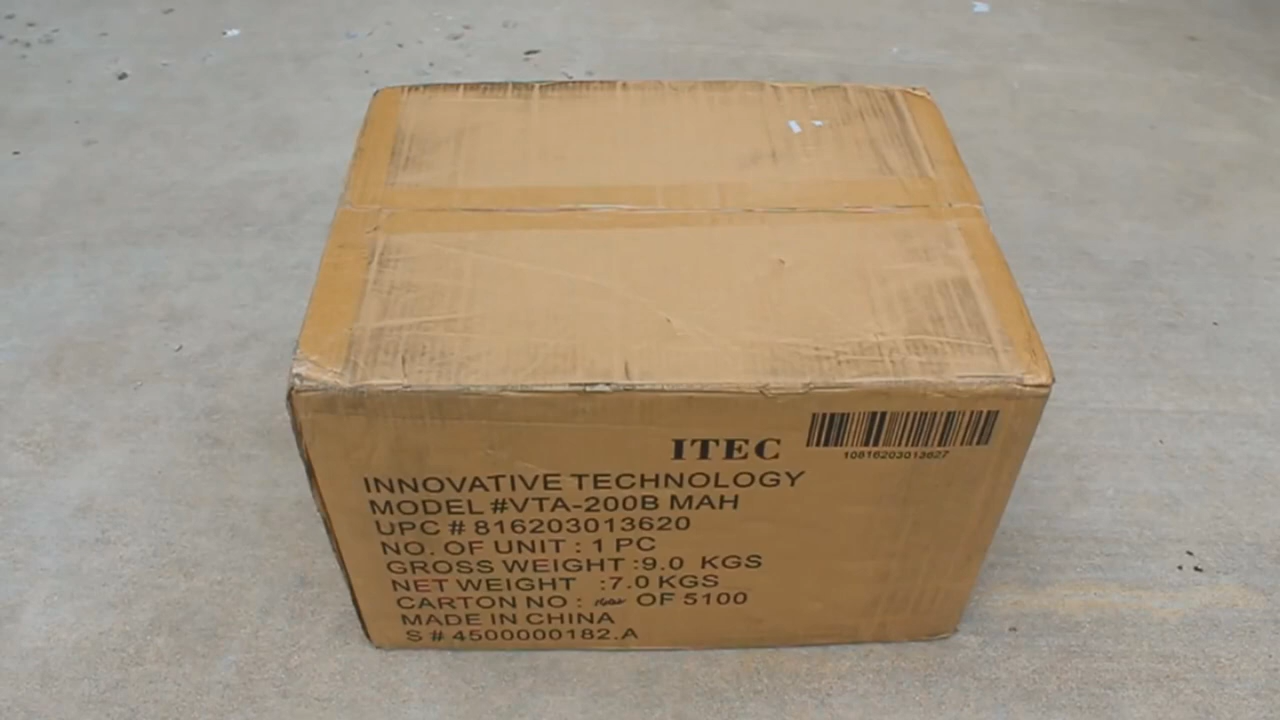 ITEC
10816203013627
INNOVATIVE TECHNOLOGY
MODEL #VTA-200B MAH
UPC # 816203013620
NO. OF UNIT : 1 PC
GROSS WEIGHT :9.0 KGS
NET WEIGHT :7.0 KGS
CARTON NO : OF 5100
MADE IN CHINA
S # 4500000182.A